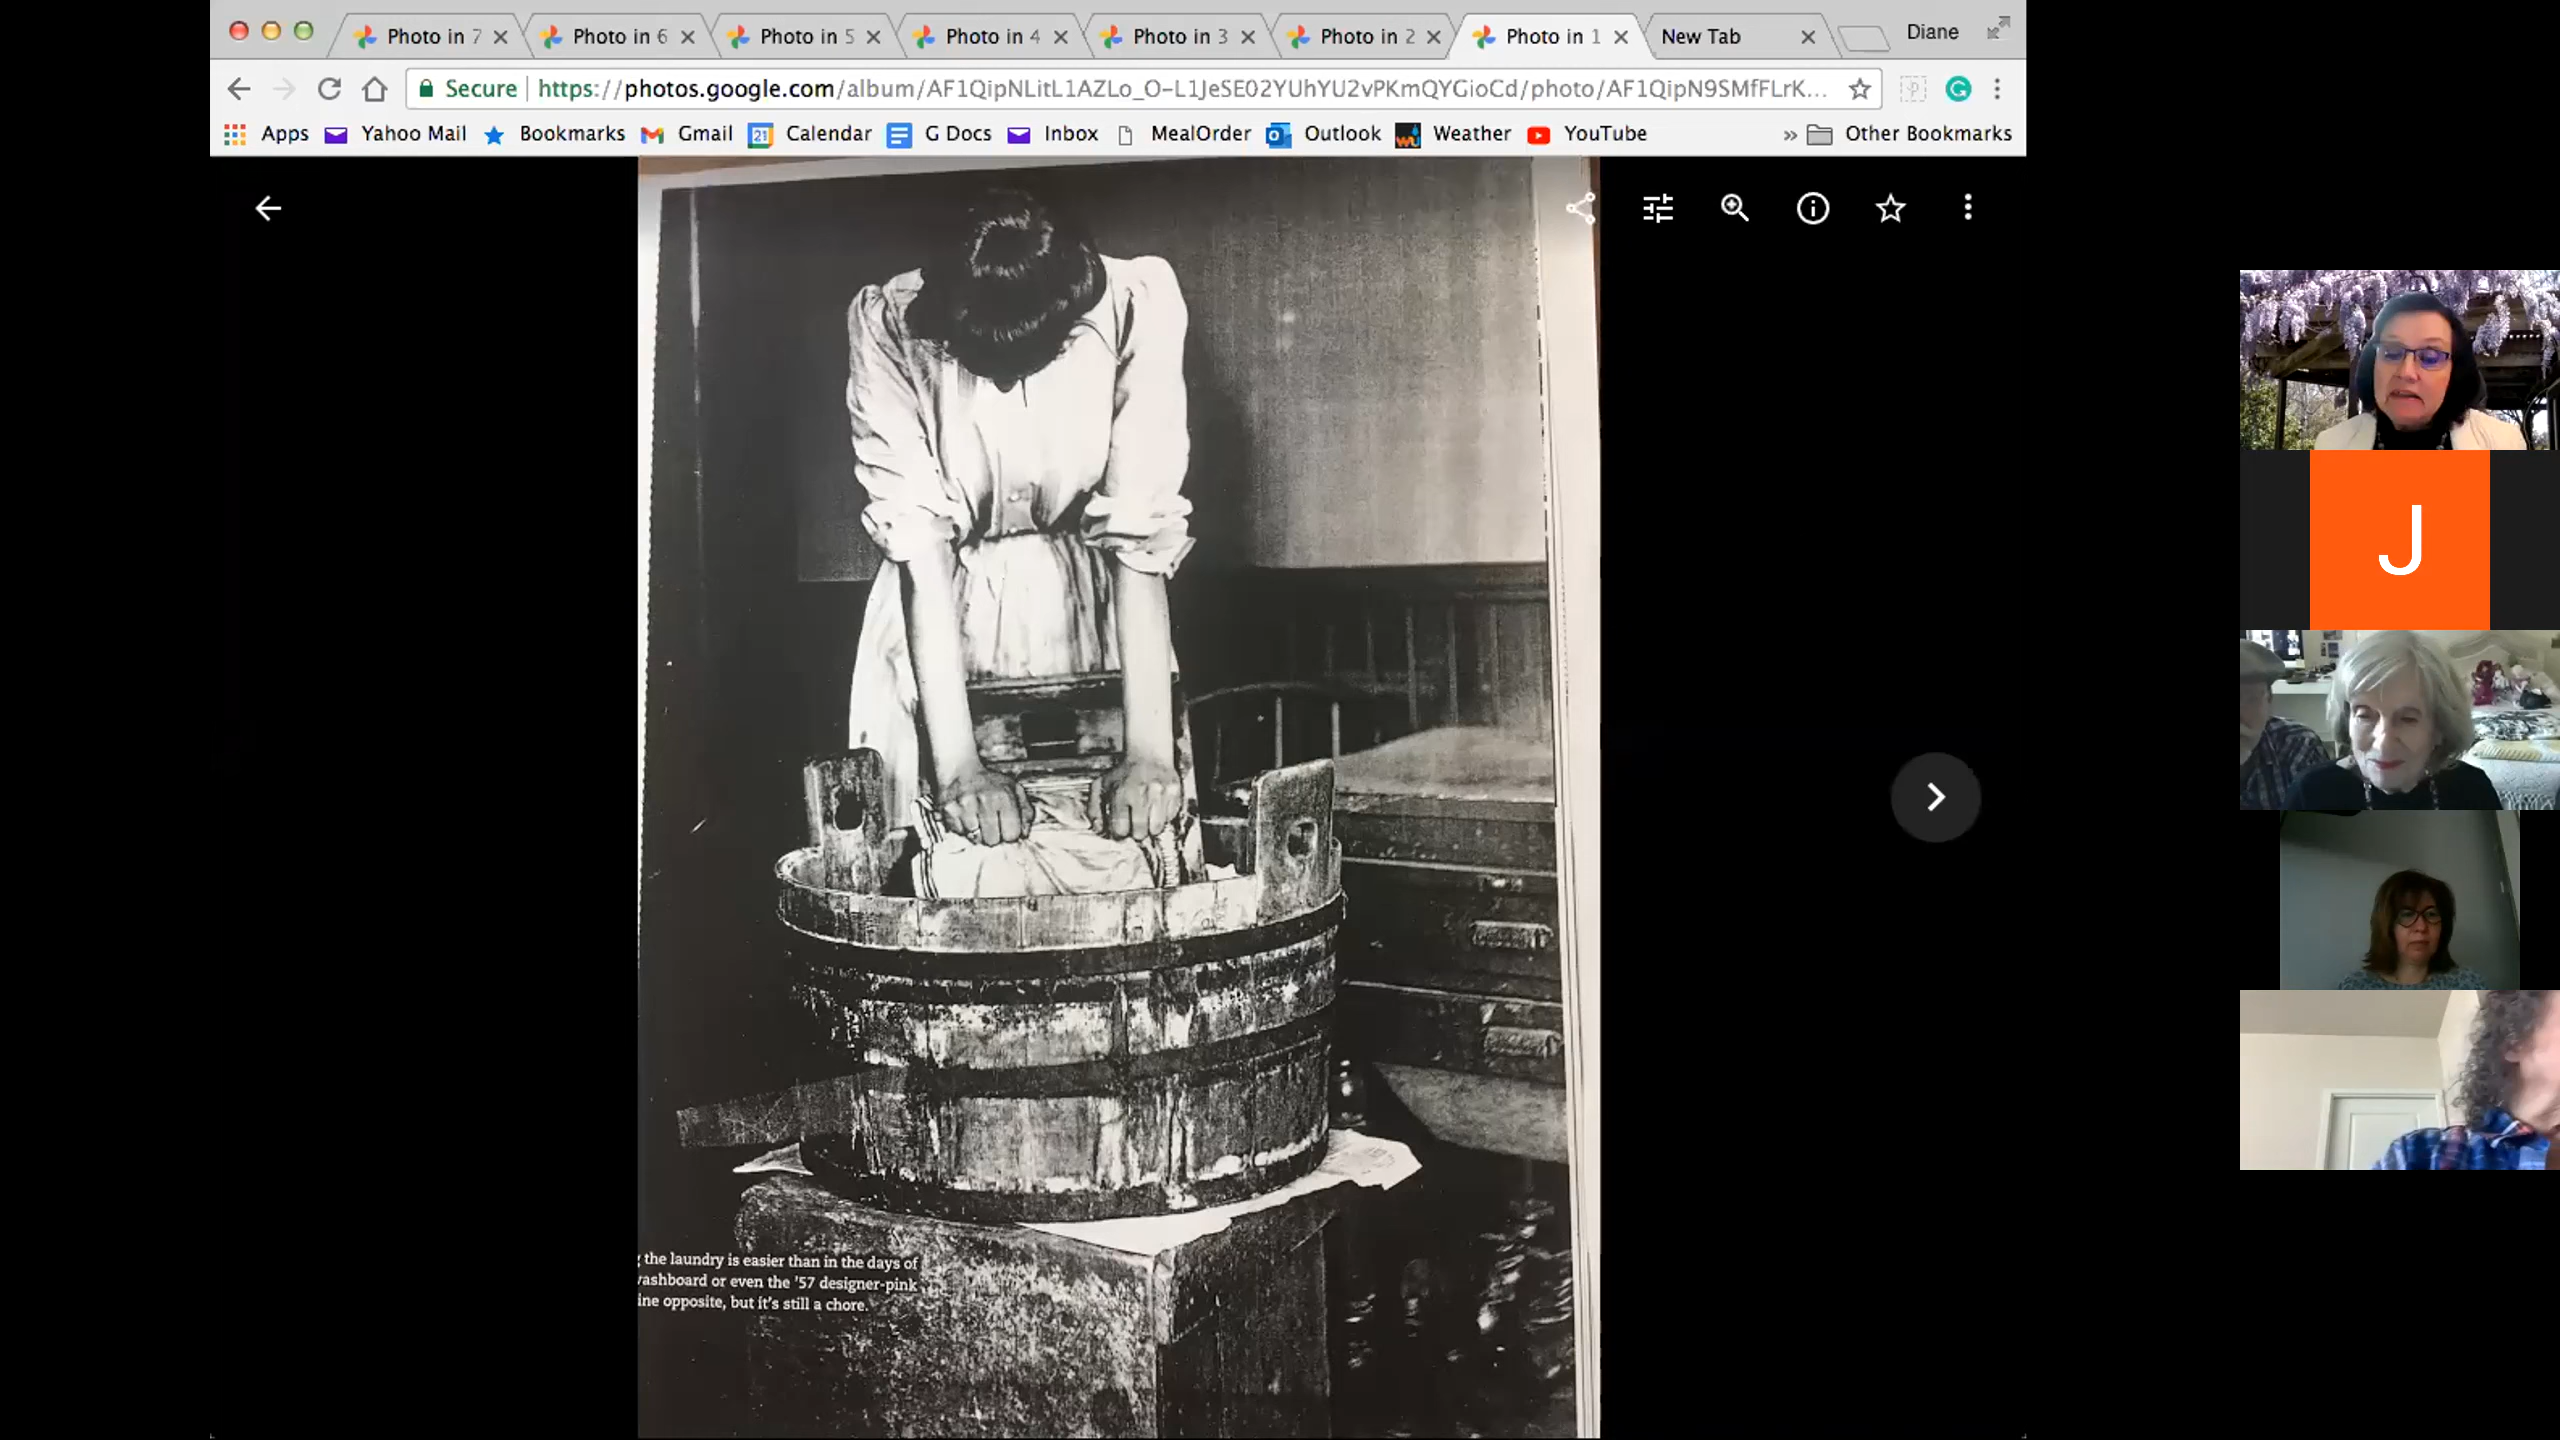 Photo in 7
Photo in 6
Photo in 5
Photo in 4
Photo in 3
Photo in 2
Photo in 1
New Tab
Diane
Secure
https://photos.google.com/album/AF1QipNLitL1AZLo_O-L1JeSE02YUhYU2vPKmQYGioCd/photo/AF1QipN9SMfFLrK...
Apps
Yahoo Mail
Bookmarks
Gmail
21
Calendar
G Docs
Inbox
MealOrder
Outlook
Weather
YouTube
» Other Bookmarks
J
the laundry is easier than in the days of
ashboard or even the '57 designer-pink
ine opposite, but it's still a chore.